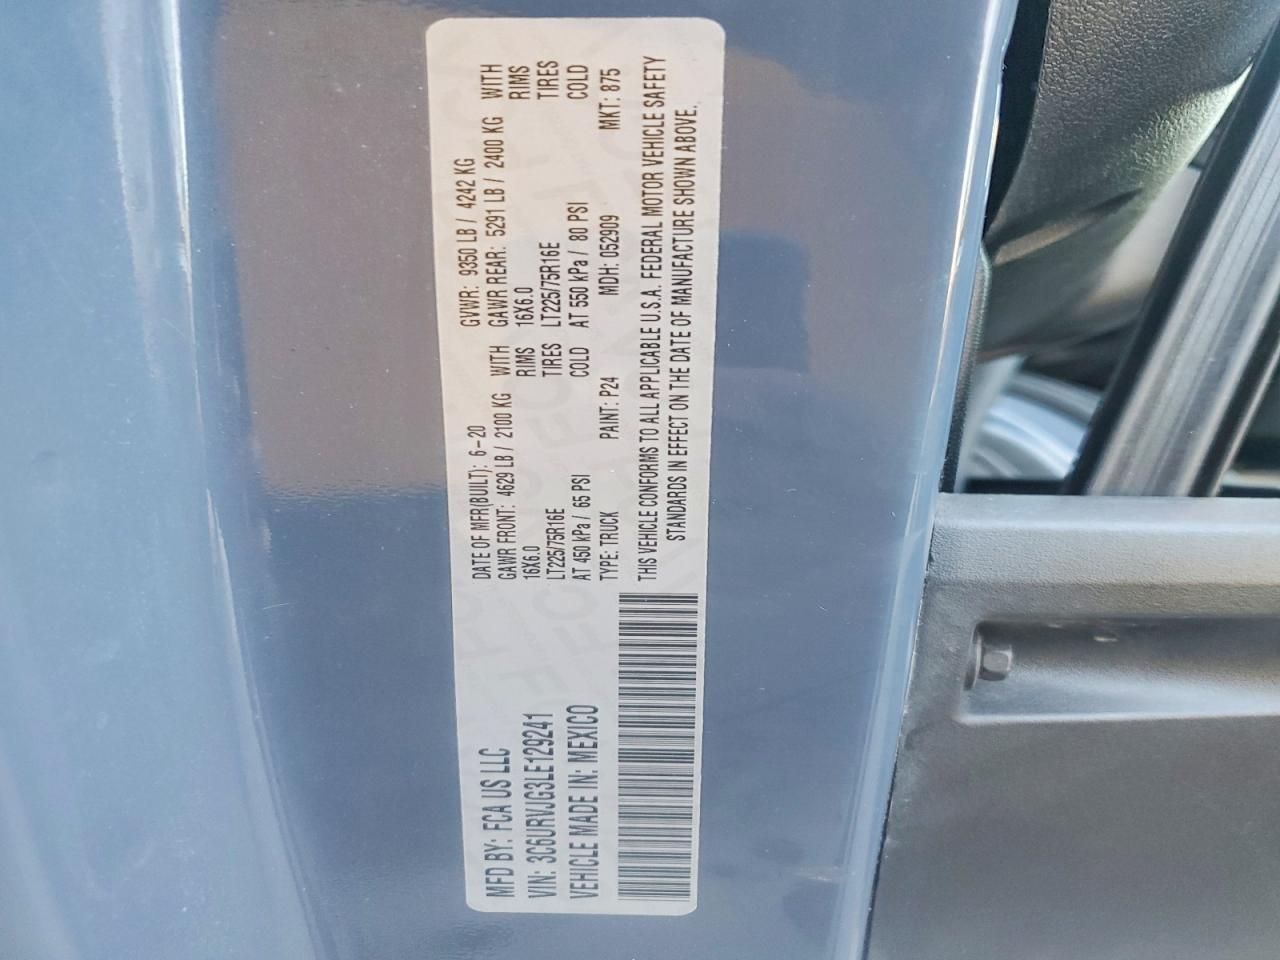 MFD BY: FCA US LLC
VIN: 3C6URVJG3LE129241
VEHICLE MADE IN: MEXICO
DATE OF MFR(BUILT): 6-20 GVWR: 9350 LB / 4242 KG
GAWR FRONT: 4629 LB / 2100 KG WITH GAWR REAR: 5291 LB / 2400 KG WITH
16X6.0 RIMS 16X6.0 RIMS
LT225/75R16E TIRES LT225/75R16E TIRES
AT 450 kPa / 65 PSI COLD AT 550 kPa / 80 PSI COLD
TYPE: TRUCK PAINT: P24 MDH: 052909 MKT: 875
THIS VEHICLE CONFORMS TO ALL APPLICABLE U.S.A. FEDERAL MOTOR VEHICLE SAFETY
STANDARDS IN EFFECT ON THE DATE OF MANUFACTURE SHOWN ABOVE.